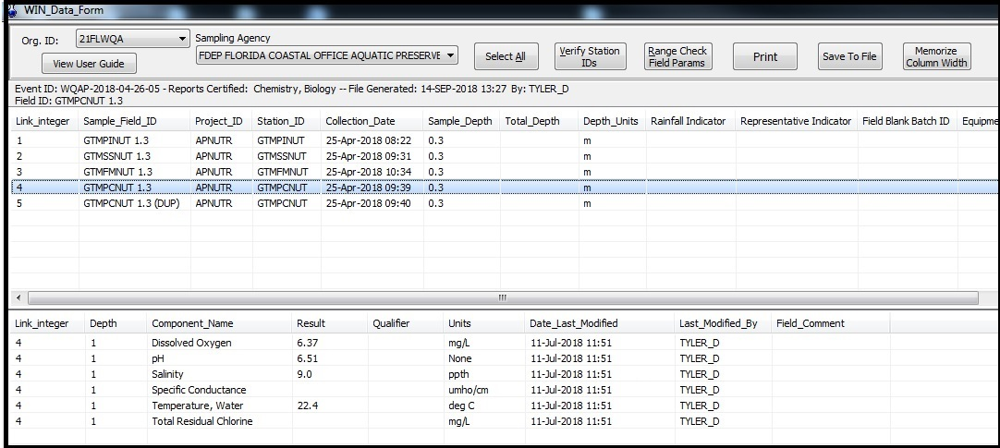 WIN_Data_Form
Org. ID: 21FLWQA Sampling Agency
FDEP FLORIDA COASTAL OFFICE AQUATIC PRESERVE Select All Verify Station IDs Range Check Field Params Print Save To File Memorize Column Width
View User Guide
Event ID: WQAP-2018-04-26-05 - Reports Certified: Chemistry, Biology -- File Generated: 14-SEP-2018 13:27 By: TYLER_D
Field ID: GTMPCNUT 1.3
Link_integer Sample_Field_ID Project_ID Station_ID Collection_Date Sample_Depth Total_Depth Depth_Units Rainfall Indicator Representative Indicator Field Blank Batch ID Equipme
1 GTMPINUT 1.3 APNUTR GTMPINUT 25-Apr-2018 08:22 0.3 m
2 GTMSSNUT 1.3 APNUTR GTMSSNUT 25-Apr-2018 09:31 0.3 m
3 GTMFMNUT 1.3 APNUTR GTMFMNUT 25-Apr-2018 10:34 0.3 m
4 GTMPCNUT 1.3 APNUTR GTMPCNUT 25-Apr-2018 09:39 0.3 m
5 GTMPCNUT 1.3 (DUP) APNUTR GTMPCNUT 25-Apr-2018 09:40 0.3 m
Link_integer Depth Component_Name Result Qualifier Units Date_Last_Modified Last_Modified_By Field_Comment
4 1 Dissolved Oxygen 6.37 mg/L 11-Jul-2018 11:51 TYLER_D
4 1 pH 6.51 None 11-Jul-2018 11:51 TYLER_D
4 1 Salinity 9.0 ppth 11-Jul-2018 11:51 TYLER_D
4 1 Specific Conductance umho/cm 11-Jul-2018 11:51 TYLER_D
4 1 Temperature, Water 22.4 deg C 11-Jul-2018 11:51 TYLER_D
4 1 Total Residual Chlorine mg/L 11-Jul-2018 11:51 TYLER_D